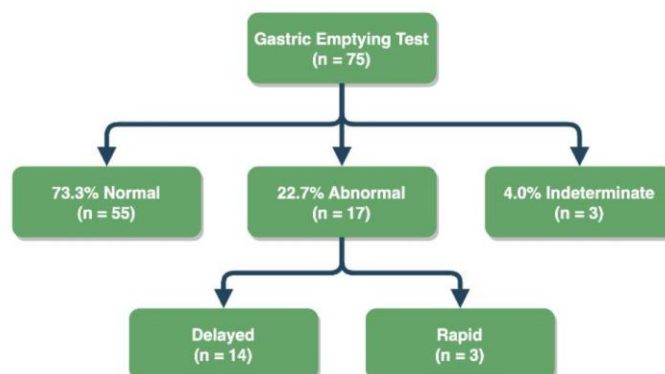 Gastric Emptying Test
(n = 75)
73.3% Normal
(n = 55)
22.7% Abnormal
(n = 17)
4.0% Indeterminate
(n = 3)
Delayed
(n = 14)
Rapid
(n = 3)